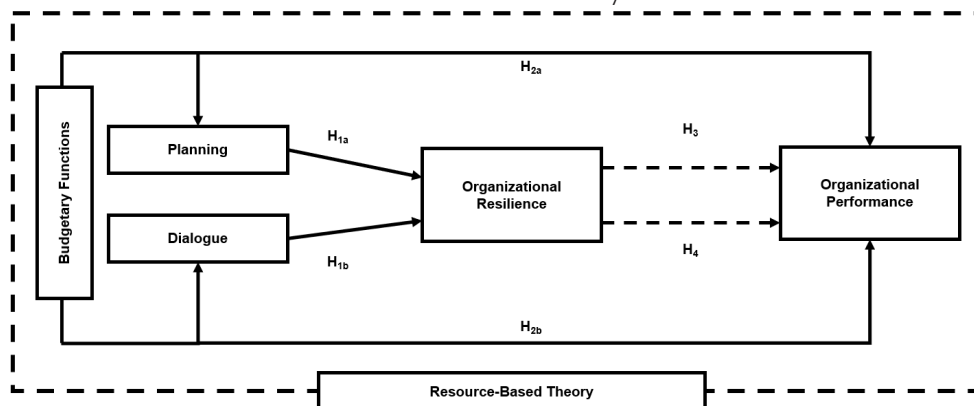 H2a
Budgetary Functions
Planning
H1a
H3
Organizational
Resilience
Organizational
Performance
Dialogue
H1b
H4
H2b
Resource-Based Theory